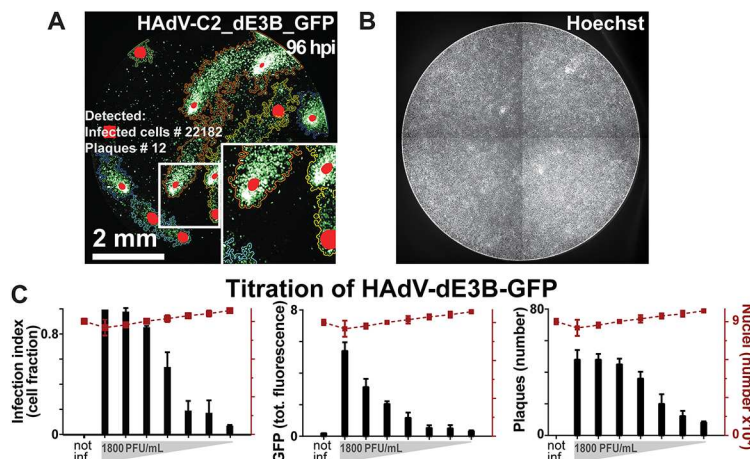 A
HAdV-C2_dE3B_GFP
96 hpi
Detected:
Infected cells # 22182
Plaques # 12
2 mm
B
Hoechst
C
Titration of HAdV-dE3B-GFP
Infection index
(cell fraction)
0.8
0
not
inf.
1800 PFU/mL
GFP (tot. fluorescence)
8
0
not
inf.
1800 PFU/mL
Plaques (number)
80
0
not
inf.
1800 PFU/mL
9
0
Nuclei (number x10⁴)